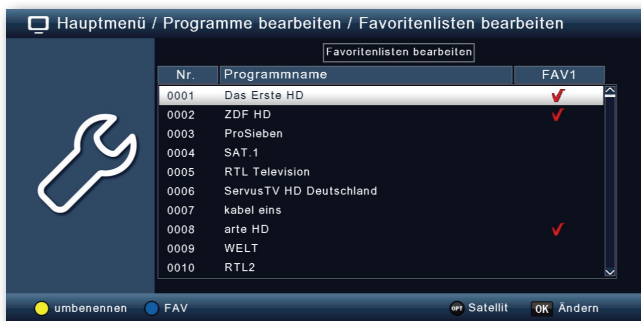 Hauptmenü / Programme bearbeiten / Favoritenlisten bearbeiten
Favoritenlisten bearbeiten
Nr. Programmname FAV1
0001 Das Erste HD
0002 ZDF HD
0003 ProSieben
0004 SAT.1
0005 RTL Television
0006 ServusTV HD Deutschland
0007 kabel eins
0008 arte HD
0009 WELT
0010 RTL2
umbenennen FAV OPT Satellit OK Ändern